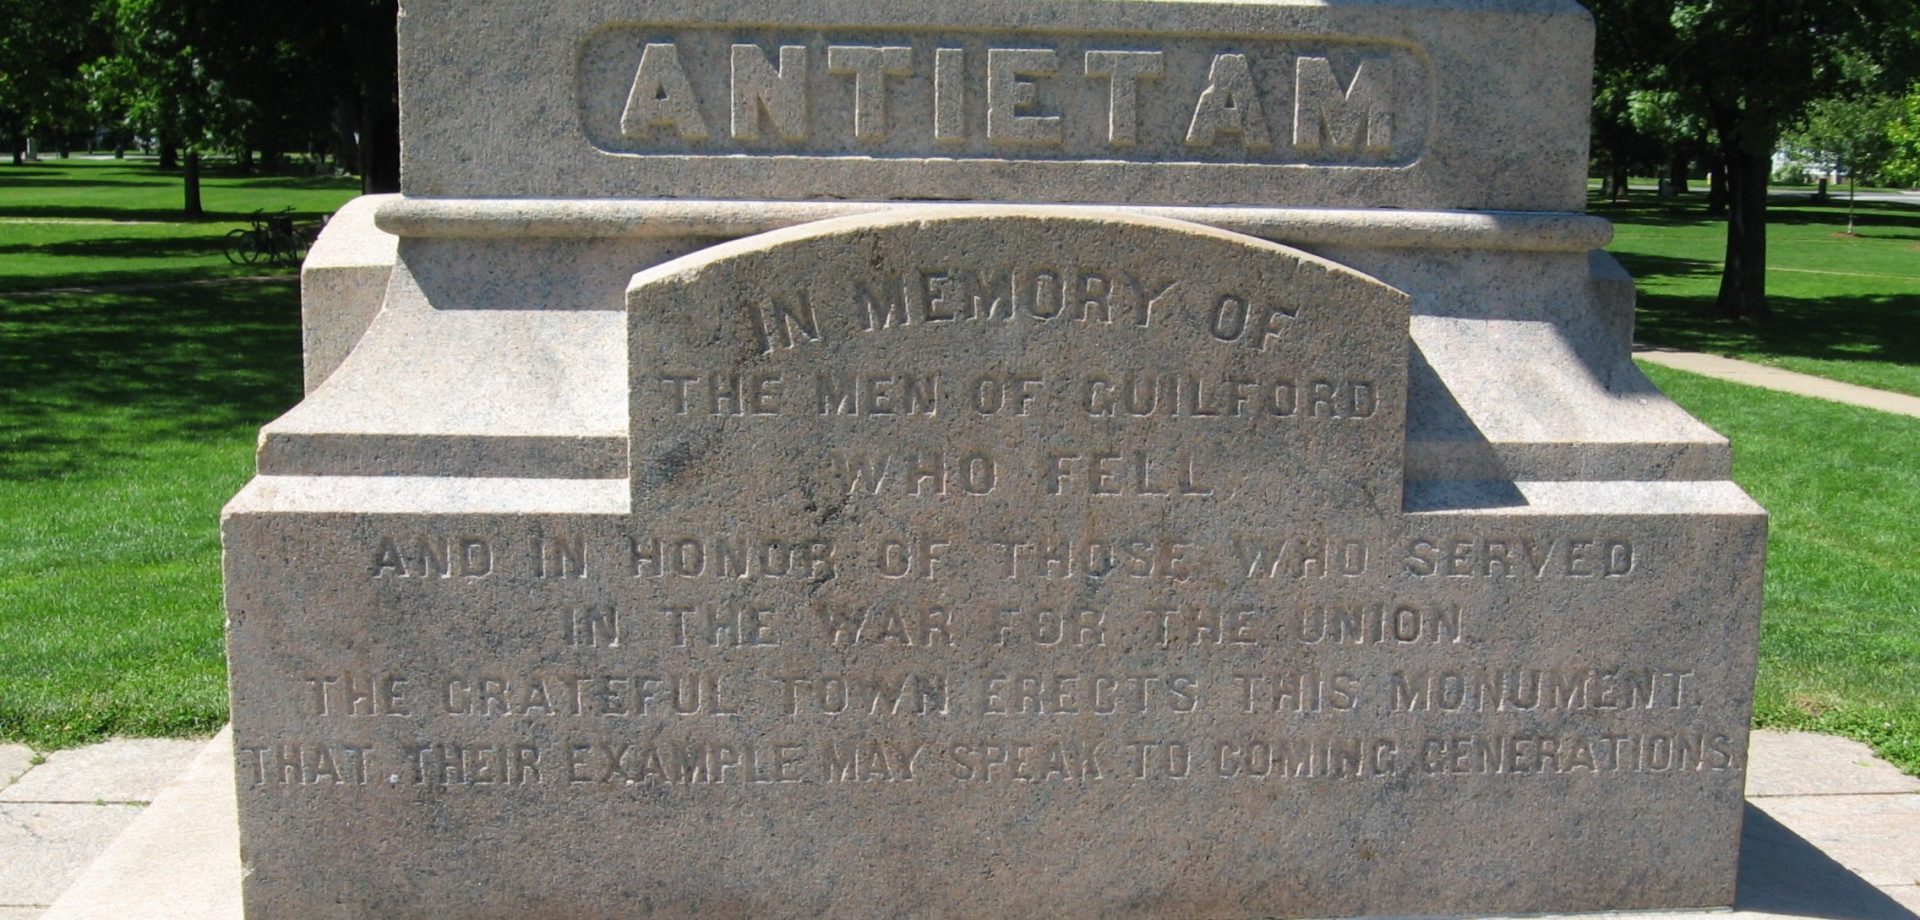 ANTIETAM
IN MEMORY OF
THE MEN OF GUILFORD
WHO FELL,
AND IN HONOR OF THOSE WHO SERVED
IN THE WAR FOR THE UNION.
THE GRATEFUL TOWN ERECTS THIS MONUMENT.
THAT THEIR EXAMPLE MAY SPEAK TO COMING GENERATIONS.